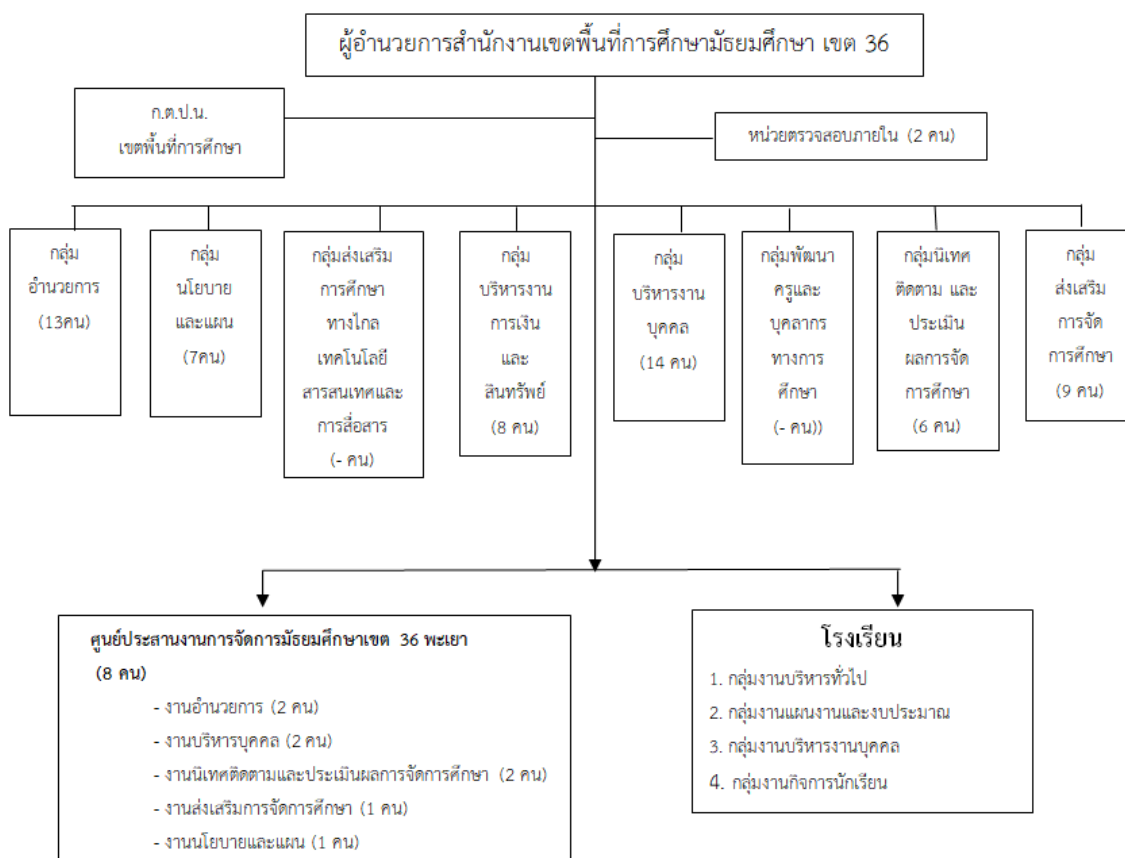 ผู้อำนวยการสำนักงานเขตพื้นที่การศึกษามัธยมศึกษา เขต 36
ก.ต.ป.น.
เขตพื้นที่การศึกษา
หน่วยตรวจสอบภายใน (2 คน)
กลุ่ม
อำนวยการ
(13คน)
กลุ่ม
นโยบาย
และแผน
(7คน)
กลุ่มส่งเสริม
การศึกษา
ทางไกล
เทคโนโลยี
สารสนเทศและ
การสื่อสาร
(- คน)
กลุ่ม
บริหารงาน
การเงิน
และ
สินทรัพย์
(8 คน)
กลุ่ม
บริหารงาน
บุคคล
(14 คน)
กลุ่มพัฒนา
ครูและ
บุคลากร
ทางการ
ศึกษา
(- คน))
กลุ่มนิเทศ
ติดตาม และ
ประเมิน
ผลการจัด
การศึกษา
(6 คน)
กลุ่ม
ส่งเสริม
การจัด
การศึกษา
(9 คน)
ศูนย์ประสานงานการจัดการมัธยมศึกษาเขต 36 พะเยา
(8 คน)
- งานอำนวยการ (2 คน)
- งานบริหารบุคคล (2 คน)
- งานนิเทศติดตามและประเมินผลการจัดการศึกษา (2 คน)
- งานส่งเสริมการจัดการศึกษา (1 คน)
- งานนโยบายและแผน (1 คน)
โรงเรียน
1. กลุ่มงานบริหารทั่วไป
2. กลุ่มงานแผนงานและงบประมาณ
3. กลุ่มงานบริหารงานบุคคล
4. กลุ่มงานกิจการนักเรียน